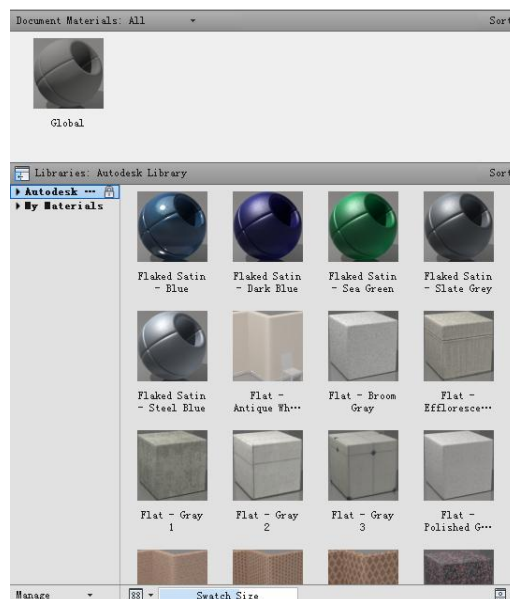 Document Materials: All
Sort
Global
Libraries: Autodesk Library
Sort
Autodesk ...
My Materials
Flaked Satin
- Blue
Flaked Satin
- Dark Blue
Flaked Satin
- Sea Green
Flaked Satin
- Slate Grey
Flaked Satin
- Steel Blue
Flat -
Antique Wh...
Flat - Broom
Gray
Flat -
Effloresce...
Flat - Gray
1
Flat - Gray
2
Flat - Gray
3
Flat -
Polished G...
Manage
Swatch Size